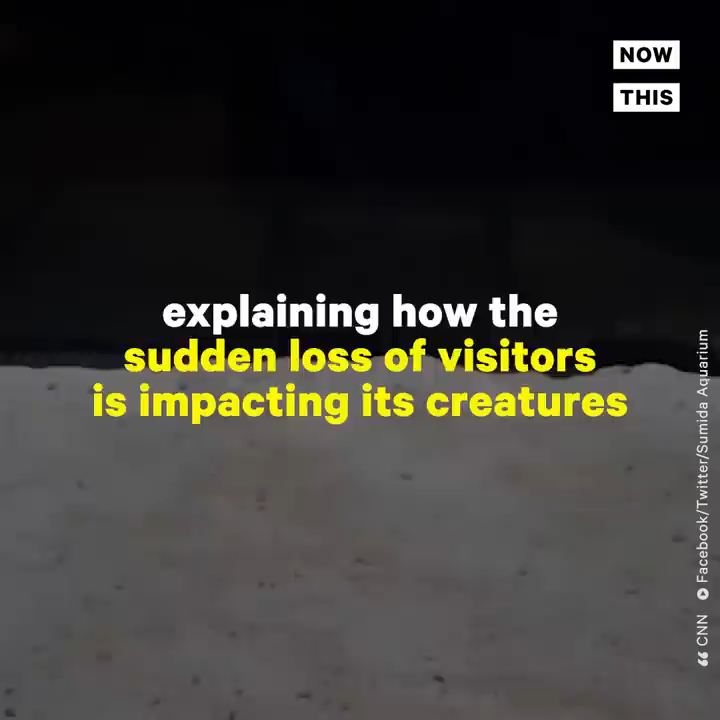 NOW
THIS
explaining how the
sudden loss of visitors
is impacting its creatures
“ CNN Facebook/Twitter/Sumida Aquarium